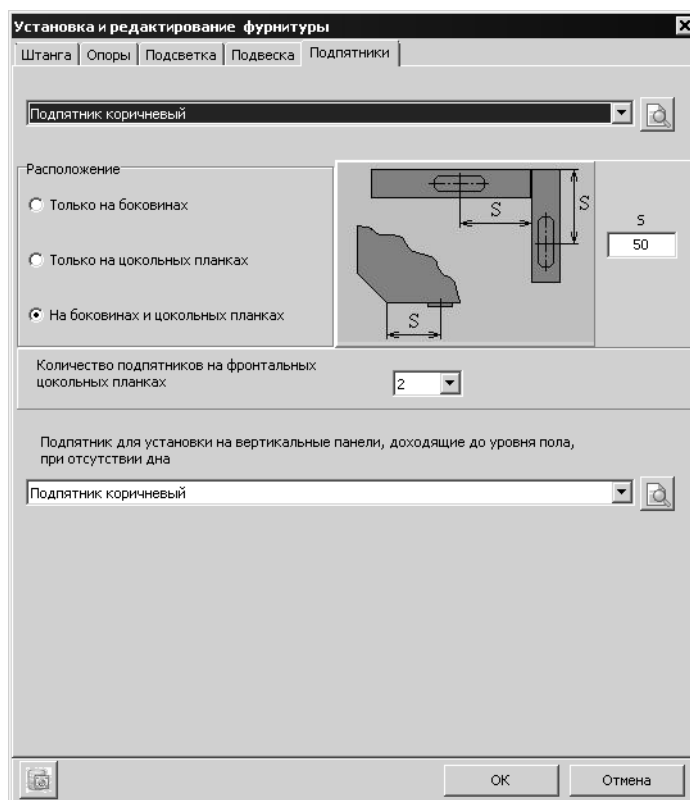 Установка и редактирование фурнитуры
Штанга Опоры Подсветка Подвеска Подпятники
Подпятник коричневый
Расположение
Только на боковинах
Только на цокольных планках
На боковинах и цокольных планках
S
S
S
S
50
Количество подпятников на фронтальных
цокольных планках
2
Подпятник для установки на вертикальные панели, доходящие до уровня пола,
при отсутствии дна
Подпятник коричневый
OK Отмена